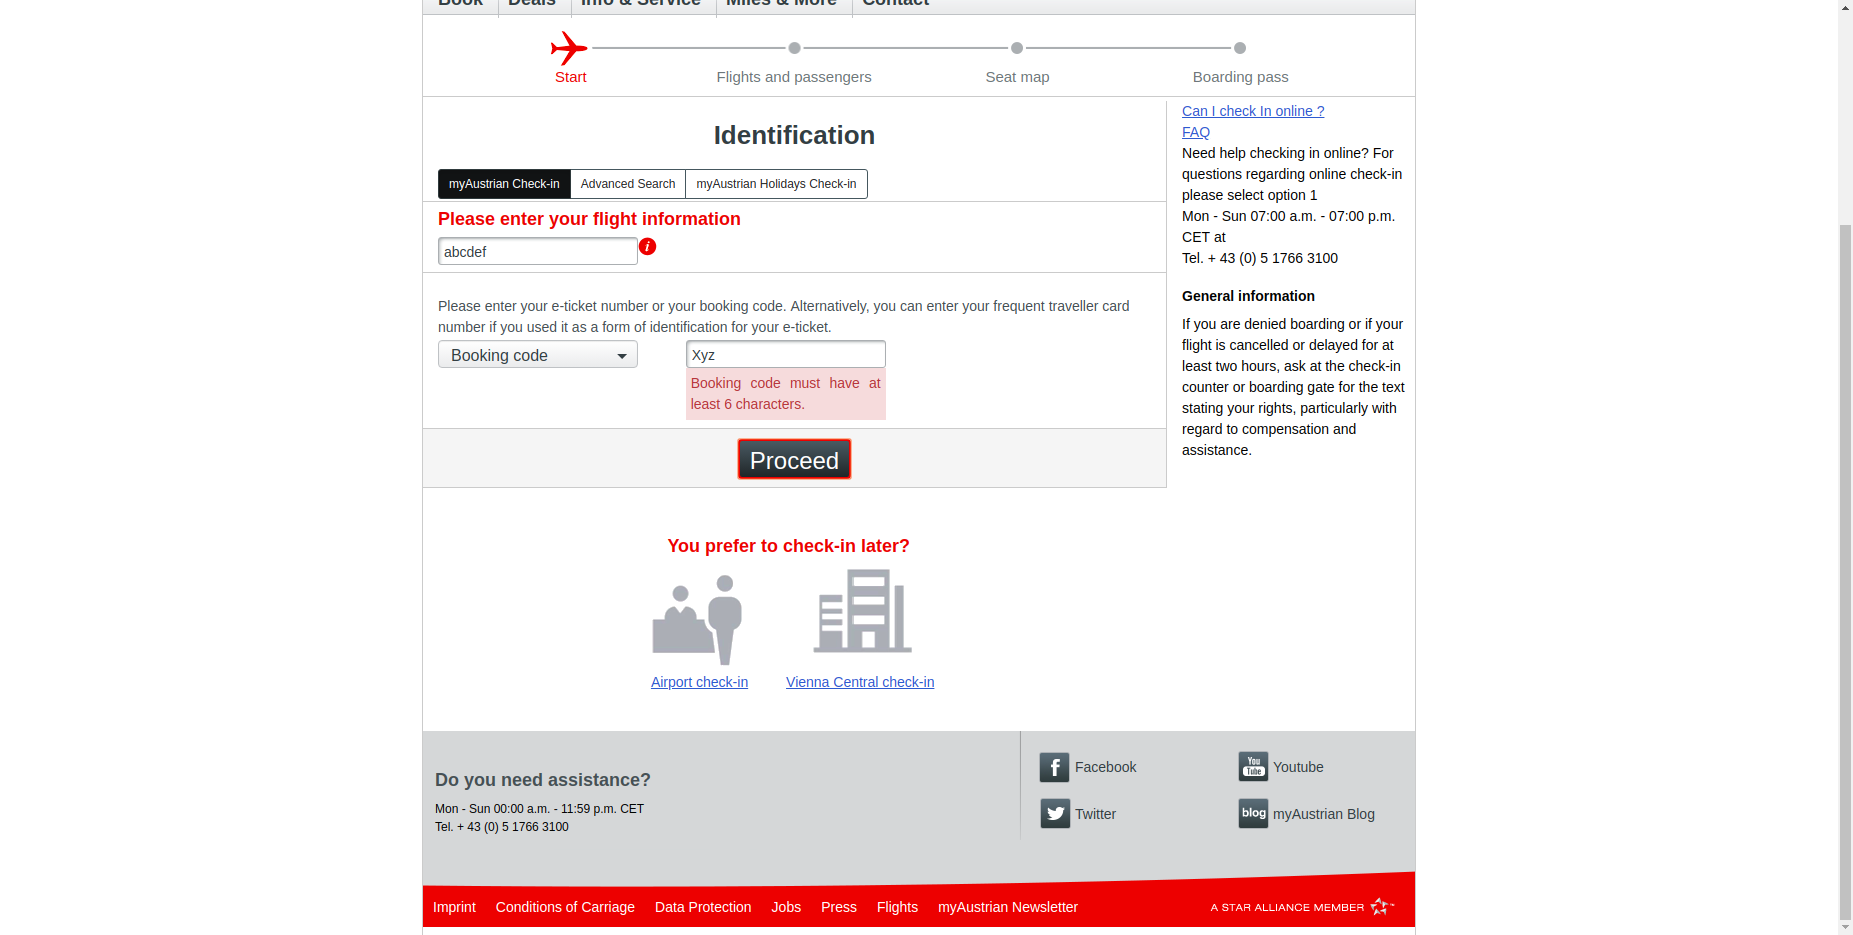 Book Deals Info & Service Miles & More Contact
Start Flights and passengers Seat map Boarding pass
Identification
myAustrian Check-in Advanced Search myAustrian Holidays Check-in
Please enter your flight information
abcdef
i
Please enter your e-ticket number or your booking code. Alternatively, you can enter your frequent traveller card
number if you used it as a form of identification for your e-ticket.
Booking code
Xyz
Booking code must have at
least 6 characters.
Proceed
Can I check In online ?
FAQ
Need help checking in online? For
questions regarding online check-in
please select option 1
Mon - Sun 07:00 a.m. - 07:00 p.m.
CET at
Tel. + 43 (0) 5 1766 3100
General information
If you are denied boarding or if your
flight is cancelled or delayed for at
least two hours, ask at the check-in
counter or boarding gate for the text
stating your rights, particularly with
regard to compensation and
assistance.
You prefer to check-in later?
Airport check-in Vienna Central check-in
Do you need assistance?
Mon - Sun 00:00 a.m. - 11:59 p.m. CET
Tel. + 43 (0) 5 1766 3100
f Facebook
You Tube Youtube
Twitter
blog myAustrian Blog
Imprint Conditions of Carriage Data Protection Jobs Press Flights myAustrian Newsletter
A STAR ALLIANCE MEMBER